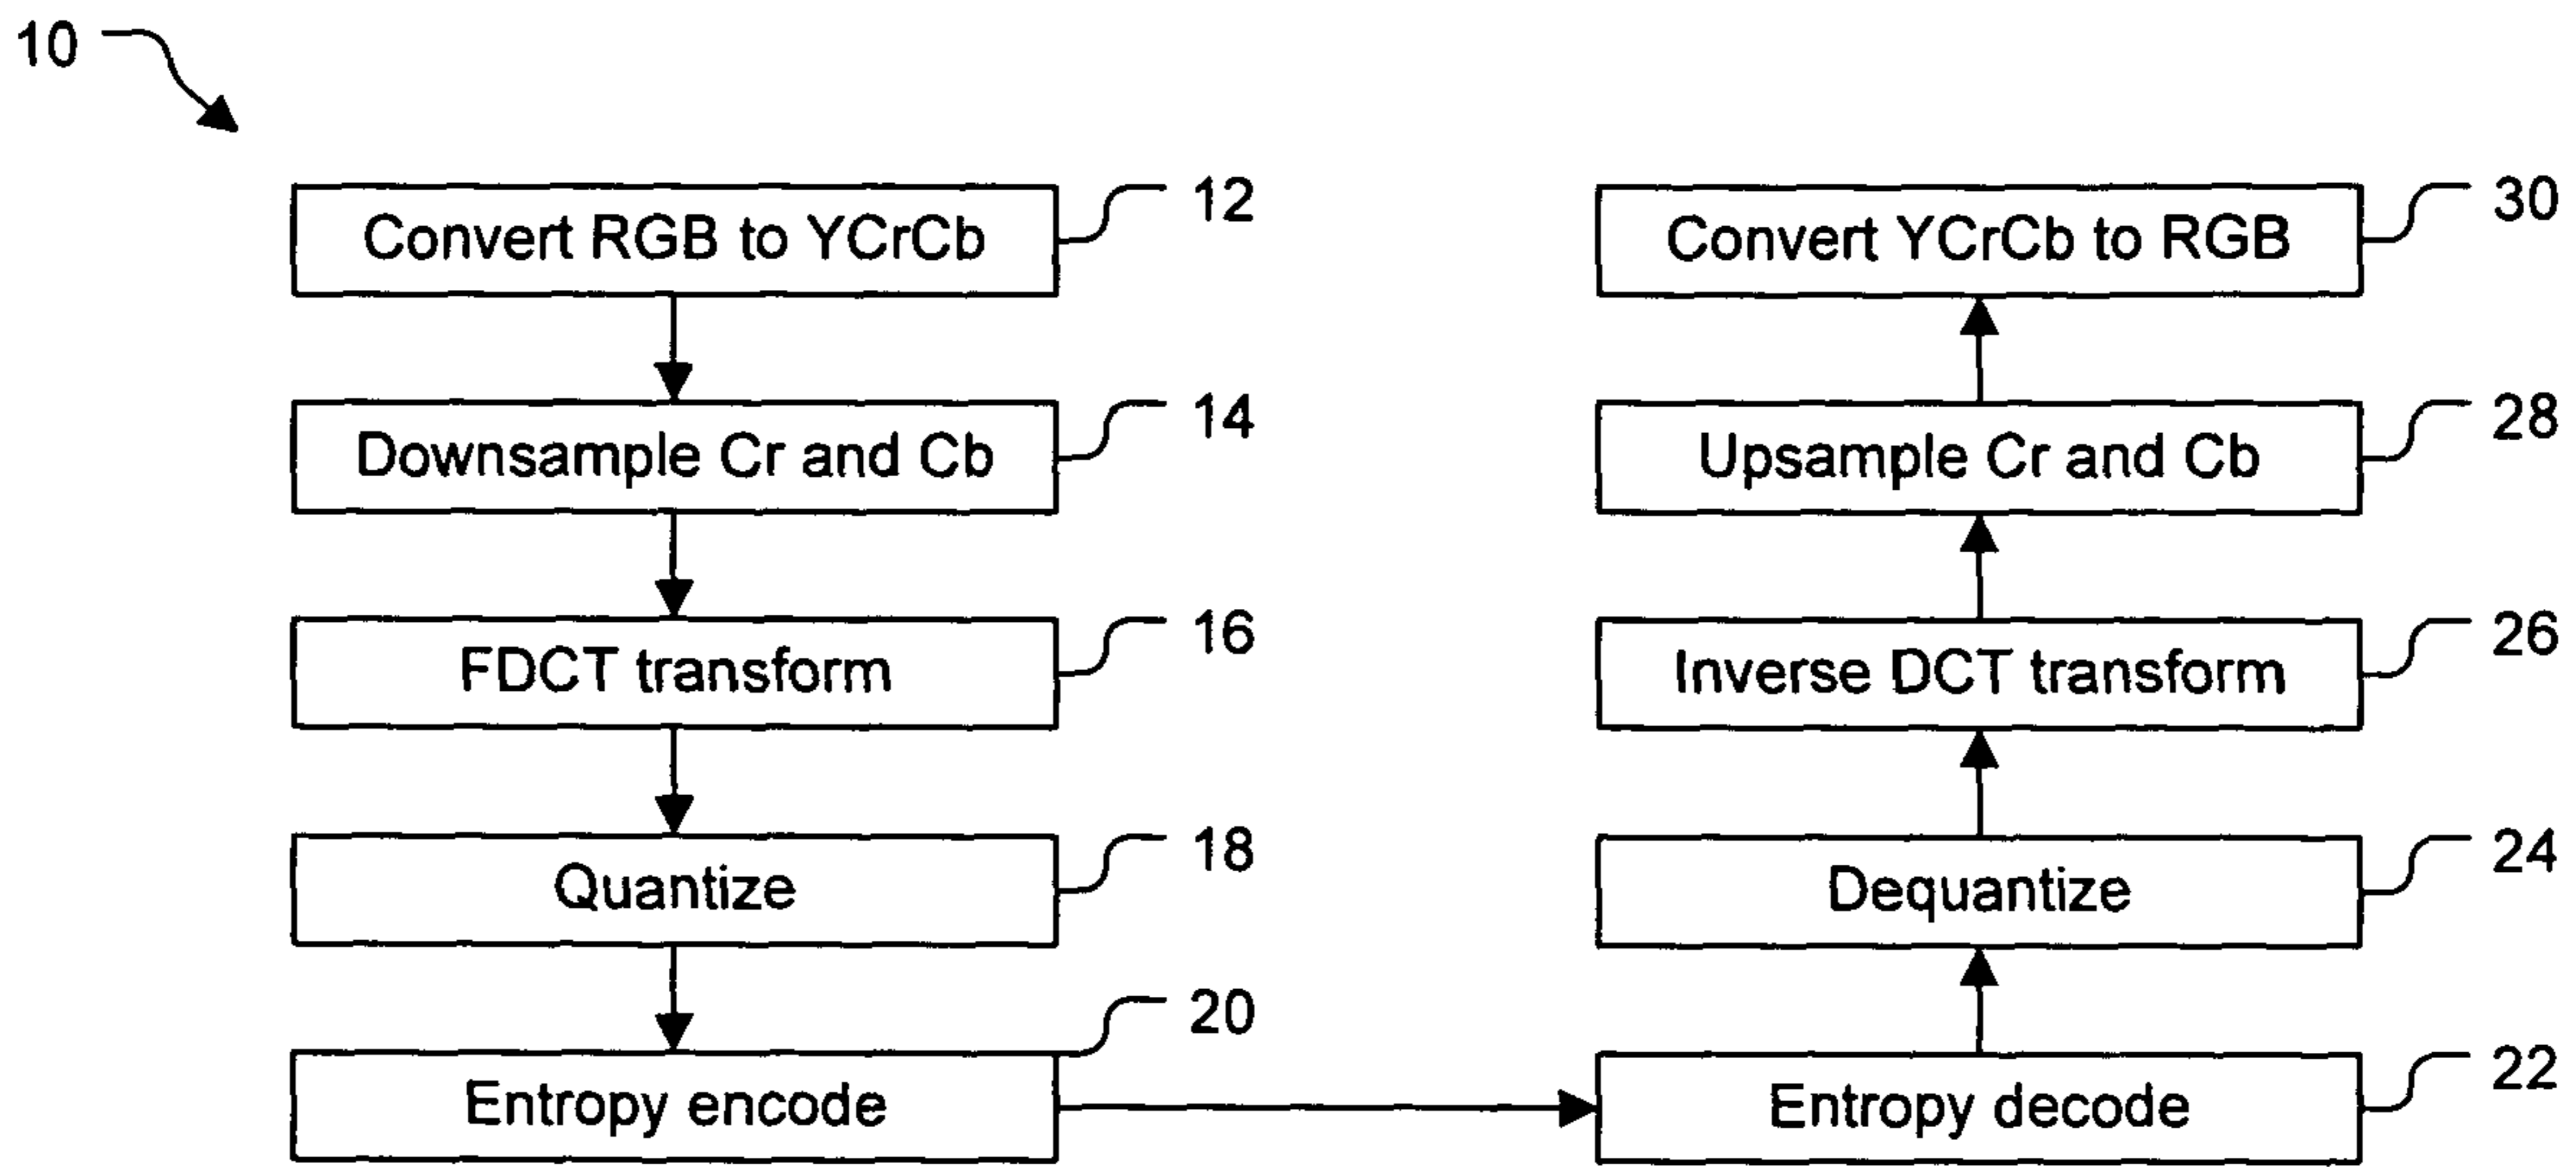 10
Convert RGB to YCrCb
12
Downsample Cr and Cb
14
FDCT transform
16
Quantize
18
Entropy encode
20
Convert YCrCb to RGB
30
Upsample Cr and Cb
28
Inverse DCT transform
26
Dequantize
24
Entropy decode
22